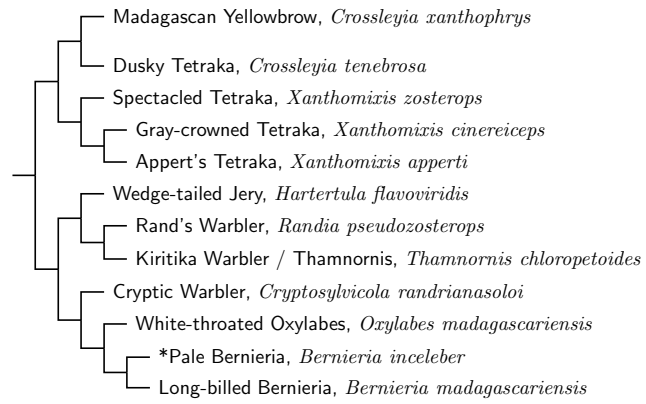 Madagascan Yellowbrow, Crossleyia xanthophrys
Dusky Tetraka, Crossleyia tenebrosa
Spectacled Tetraka, Xanthomixis zosterops
Gray-crowned Tetraka, Xanthomixis cinereiceps
Appert's Tetraka, Xanthomixis apperti
Wedge-tailed Jery, Hartertula flavoviridis
Rand's Warbler, Randia pseudozosterops
Kiritika Warbler / Thamnornis, Thamnornis chloropetoides
Cryptic Warbler, Cryptosylvicola randrianasoloi
White-throated Oxylabes, Oxylabes madagascariensis
*Pale Bernieria, Bernieria inceleber
Long-billed Bernieria, Bernieria madagascariensis